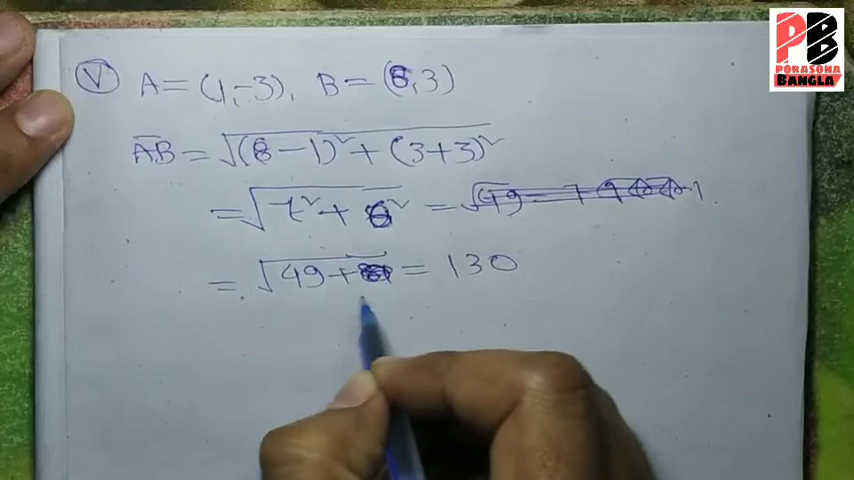 PB
PORASONA
BANGLA
V A = (1, -3), B = (8, 3)
AB = √(8 - 1)² + (3+3)²
= √7² + 6² =
= √49 + = 130